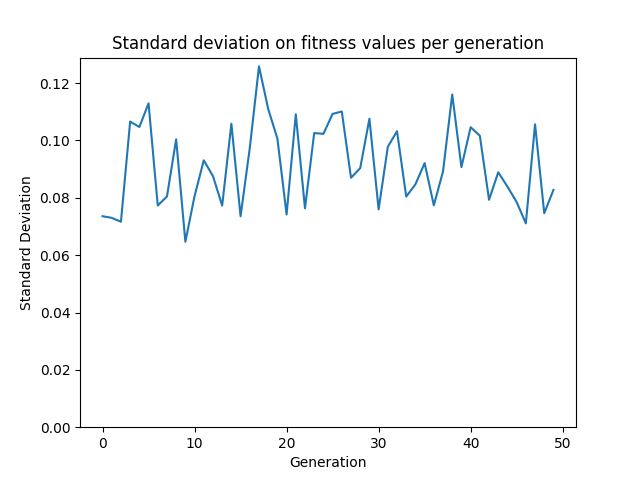 Standard deviation on fitness values per generation
0.12
0.10
0.08
0.06
0.04
0.02
0.00
Standard Deviation
0 10 20 30 40 50
Generation